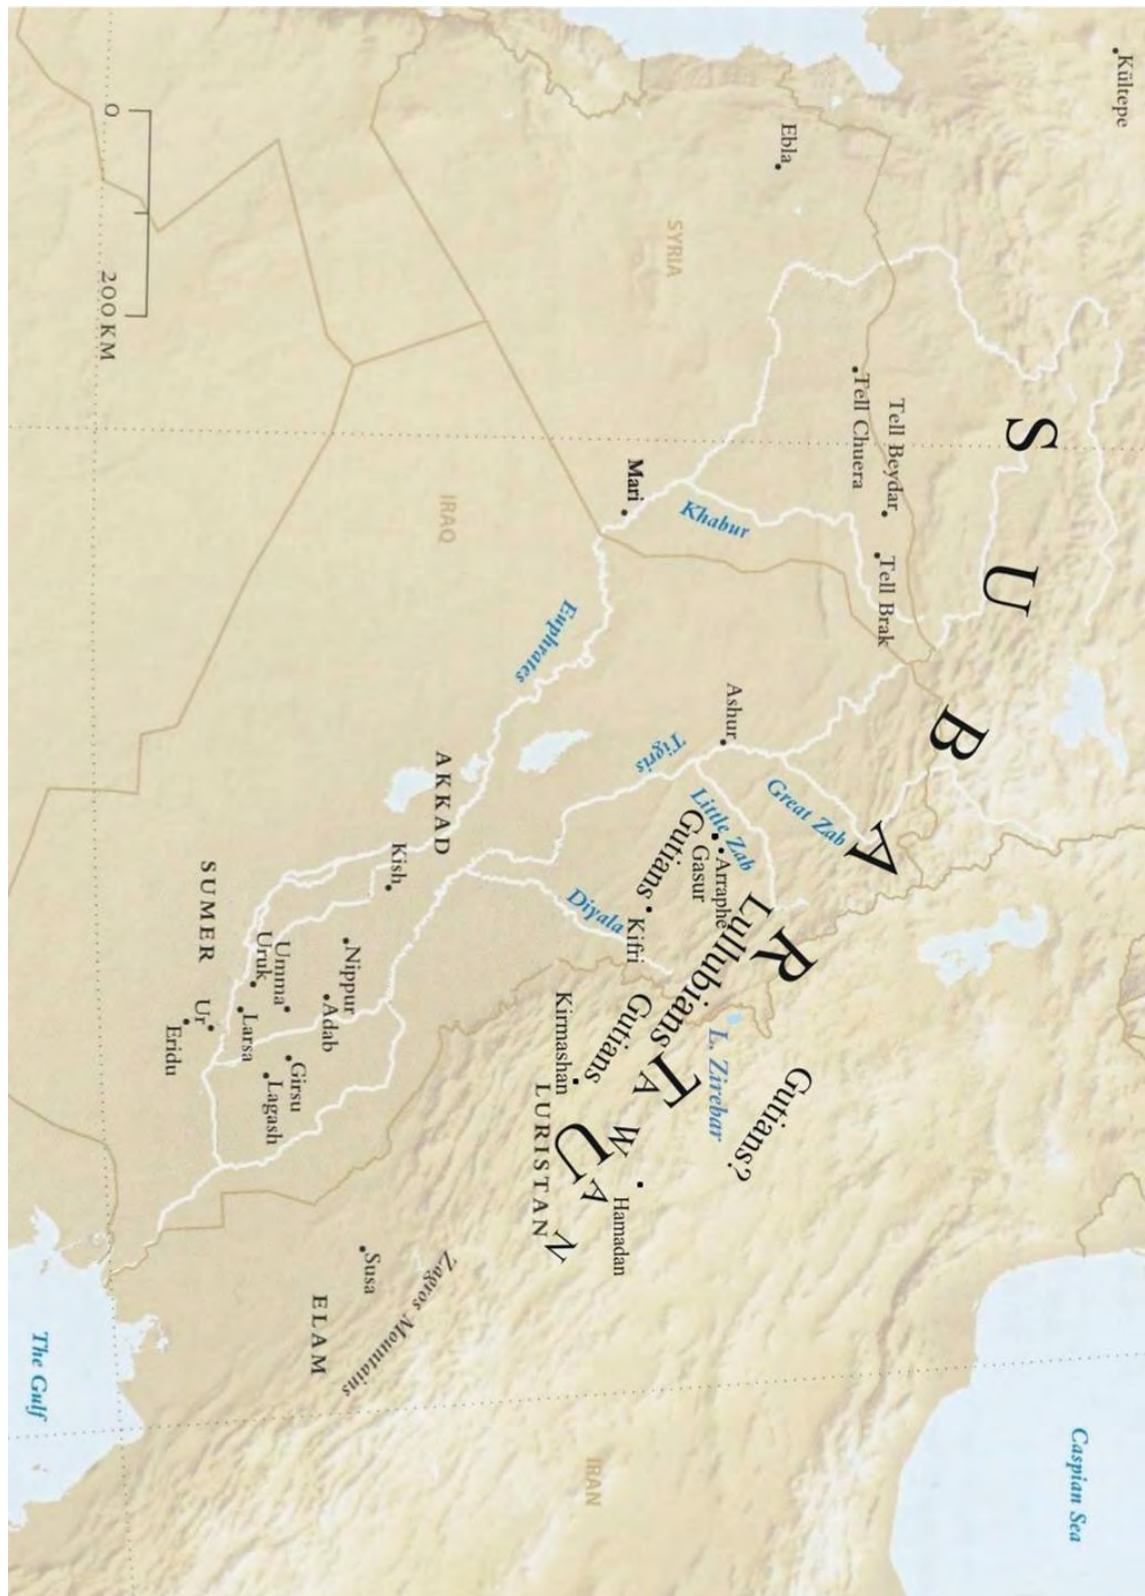 Kültepe
Caspian Sea
S U B A R T U
Ebla
SYRIA
Tell Beydar
Tell Chuera
Tell Brak
Khabur
Mari
Great Zab
Ashur
Little Zab
Arraphe
Gasur
Tigris
Gutians
Lullubians
Gutians?
L. Zirebar
Kifri
Gutians
Diyala
A W A N
Hamadan
Kirmashan
LURISTAN
Euphrates
IRAQ
IRAN
AKKAD
Kish
Nippur
Adab
Zagros Mountains
Susa
ELAM
Umma
Uruk
Girsu
Lagash
Larsa
SUMER
Ur
Eridu
The Gulf
0
200 KM